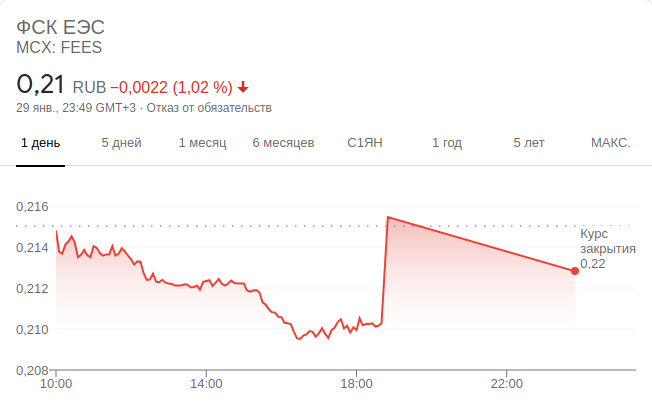 ФСК ЕЭС
MCX: FEES
0,21 RUB −0,0022 (1,02 %)
29 янв., 23:49 GMT+3 · Отказ от обязательств
1 день 5 дней 1 месяц 6 месяцев С1ЯН 1 год 5 лет МАКС.
0,216
0,214
0,212
0,210
0,208
Курс
закрытия
0,22
10:00 14:00 18:00 22:00